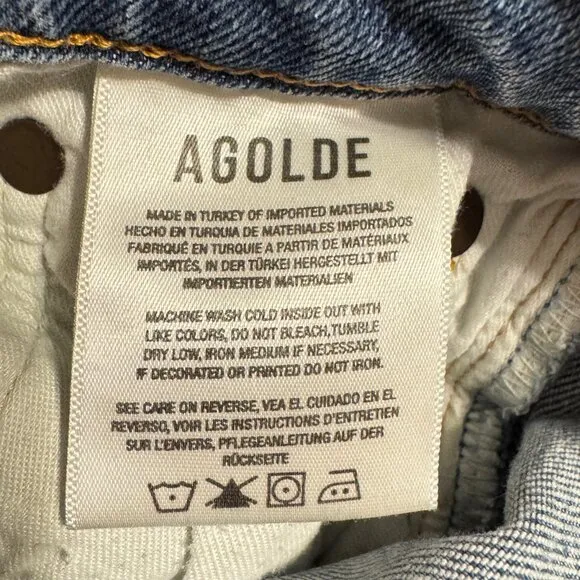 AGOLDE
MADE IN TURKEY OF IMPORTED MATERIALS
HECHO EN TURQUIA DE MATERIALES IMPORTADOS
FABRIQUÉ EN TURQUIE A PARTIR DE MATÉRIAUX
IMPORTÉS, IN DER TÜRKEI HERGESTELLT MIT
IMPORTIERTEN MATERIALIEN
MACHINE WASH COLD INSIDE OUT WITH
LIKE COLORS, DO NOT BLEACH,TUMBLE
DRY LOW, IRON MEDIUM IF NECESSARY,
IF DECORATED OR PRINTED DO NOT IRON.
SEE CARE ON REVERSE, VEA EL CUIDADO EN EL
REVERSO, VOIR LES INSTRUCTIONS D'ENTRETIEN
SUR L'ENVERS, PFLEGEANLEITUNG AUF DER
RÜCKSEITE